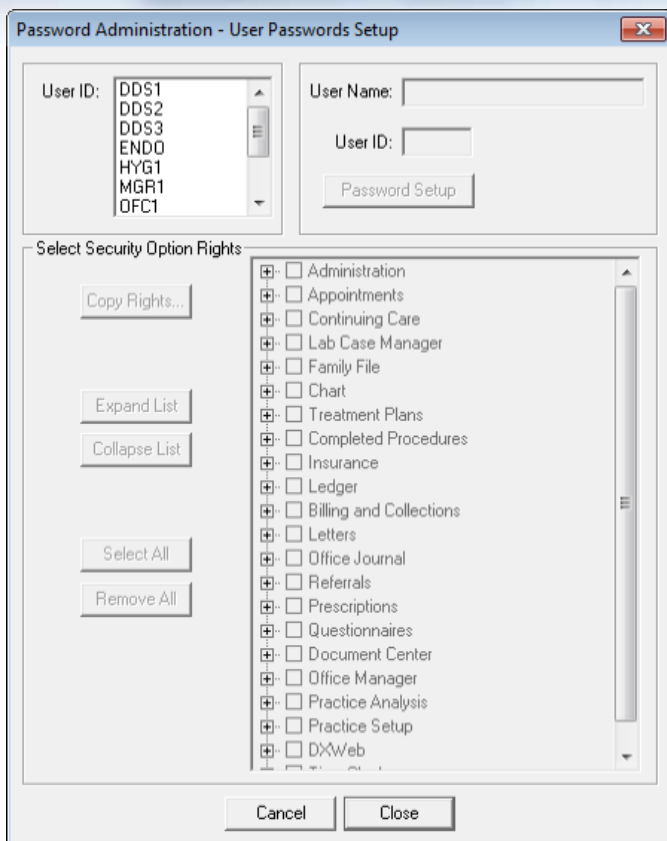 Password Administration - User Passwords Setup
User ID:
DDS1
DDS2
DDS3
ENDO
HYG1
MGR1
OFC1
User Name:
User ID:
Password Setup
Select Security Option Rights
Copy Rights...
Expand List
Collapse List
Select All
Remove All
Administration
Appointments
Continuing Care
Lab Case Manager
Family File
Chart
Treatment Plans
Completed Procedures
Insurance
Ledger
Billing and Collections
Letters
Office Journal
Referrals
Prescriptions
Questionnaires
Document Center
Office Manager
Practice Analysis
Practice Setup
DXWeb
Cancel
Close